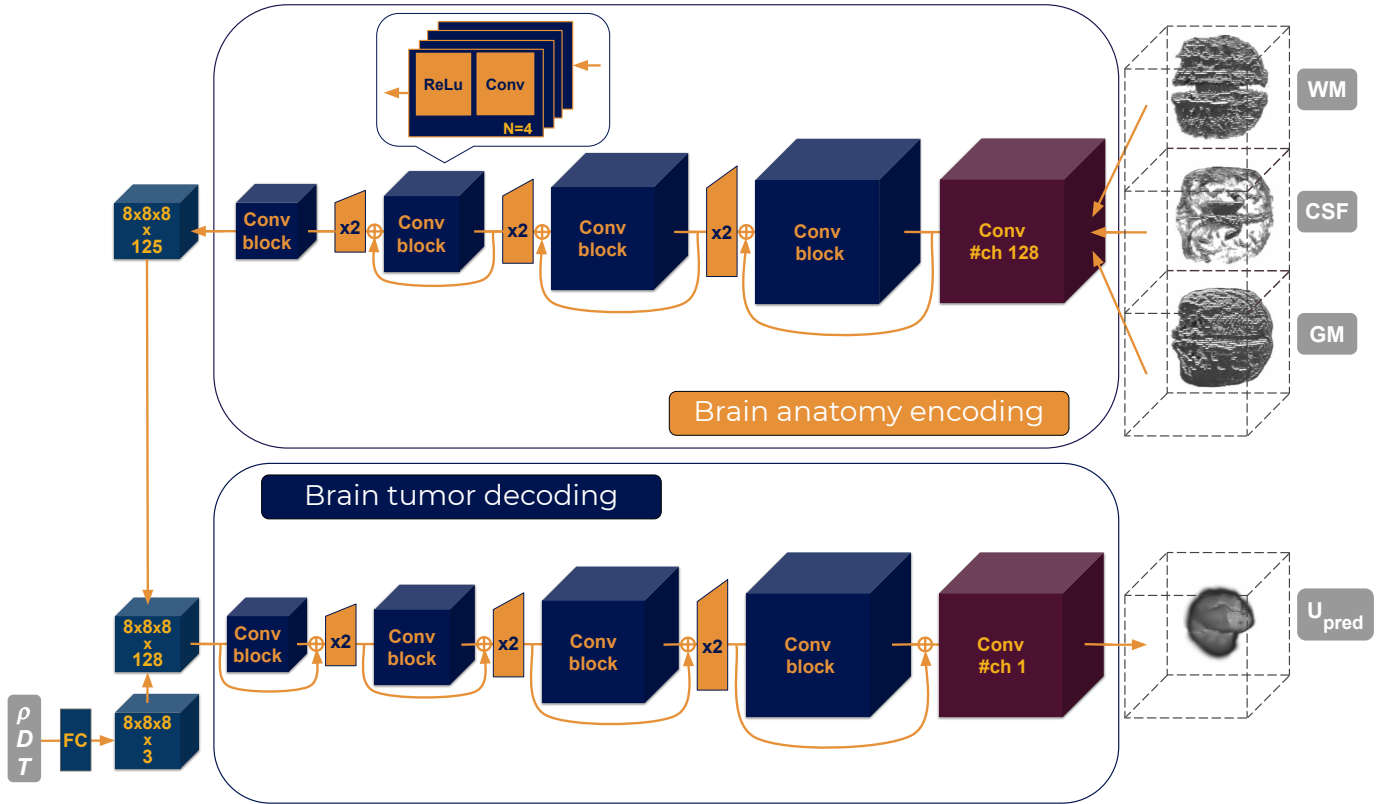 ReLu
Conv
N=4
WM
CSF
GM
8x8x8
x
125
Conv
block
x2
Conv
block
x2
Conv
block
x2
Conv
block
Conv
#ch 128
Brain anatomy encoding
Brain tumor decoding
8x8x8
x
128
Conv
block
x2
Conv
block
x2
Conv
block
x2
Conv
block
Conv
#ch 1
U_pred
ρ
D
T
FC
8x8x8
x
3